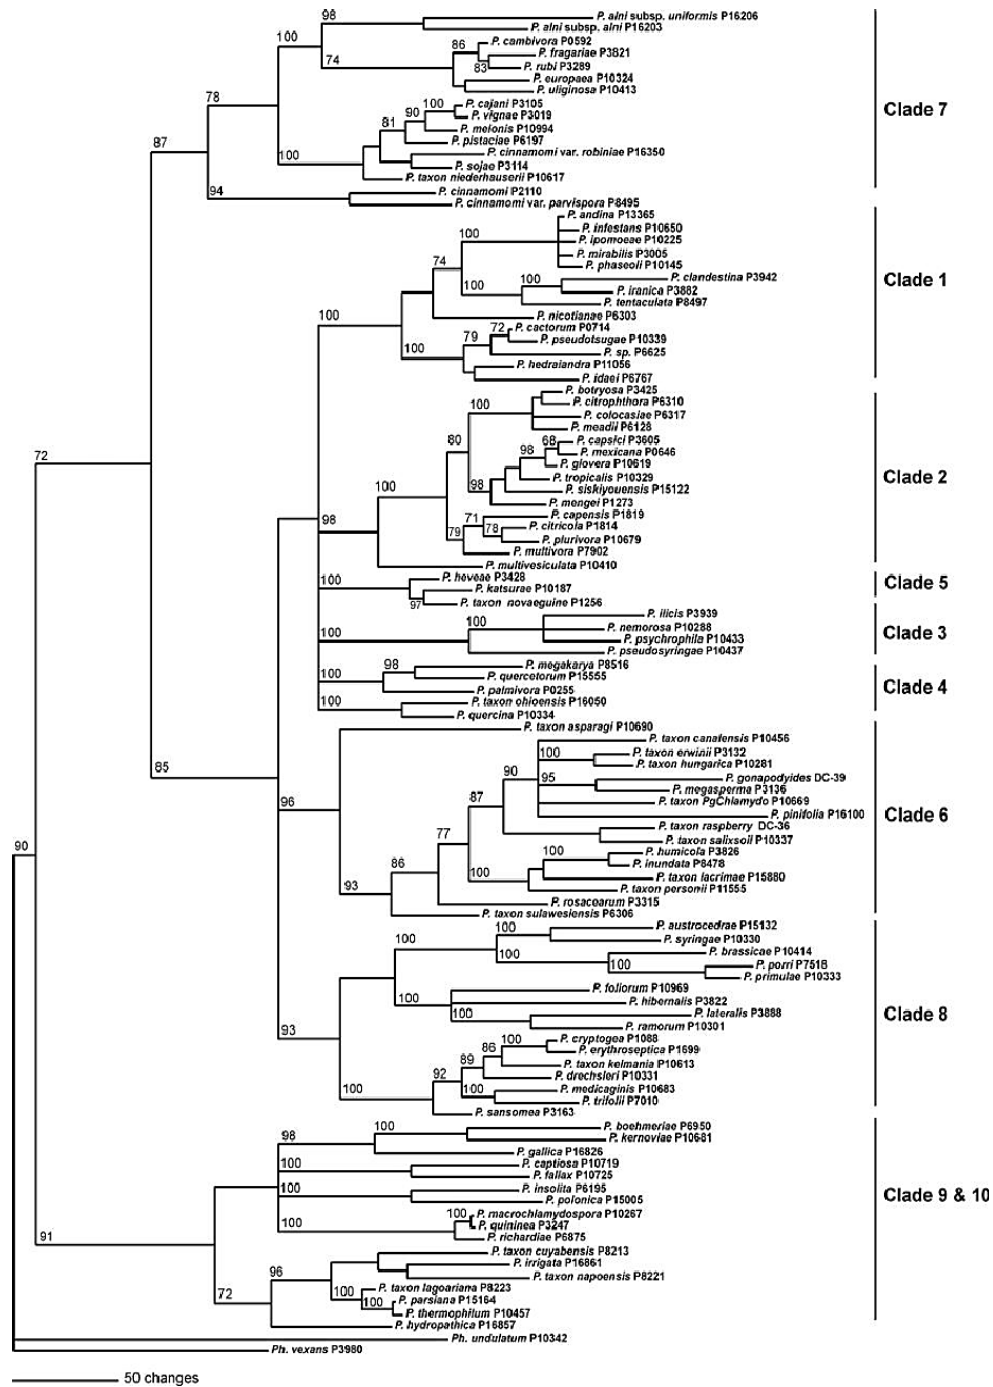 98
P. alni subsp. uniformis P16206
P. alni subsp. alni P16203
100
86
P. cambivora P0592
P. fragariae P3821
74
83
P. rubi P3289
P. europaea P10324
P. uliginosa P10413
78
100
P. cajani P3105
90
P. vignae P3019
81
P. melonis P10994
P. pistaciae P6197
87
100
P. cinnamomi var. robiniae P16350
P. sojae P3114
P. taxon niederhauserii P10617
94
P. cinnamomi P2110
P. cinnamomi var. parvispora P8495
Clade 7
P. andina P13365
P. infestans P10650
100
P. ipomoeae P10225
P. mirabilis P3005
74
P. phaseoli P10145
100
100
P. clandestina P3942
P. iranica P3882
P. tentaculata P8497
P. nicotianae P6303
100
72
P. cactorum P0714
79
P. pseudotsugae P10339
100
P. sp. P6625
P. hedraiandra P11056
P. idaei P6767
Clade 1
P. botryosa P3425
100
P. citrophthora P6310
P. colocasiae P6317
P. meadii P6128
80
68
P. capsici P3605
98
P. mexicana P0646
P. glovera P10619
P. tropicalis P10329
98
P. siskiyouensis P15122
100
P. mengei P1273
71
P. capensis P1819
78
P. citricola P1814
79
P. plurivora P10679
P. multivora P7902
98
P. multivesiculata P10410
Clade 2
72
100
P. heveae P3428
P. katsurae P10187
97
P. taxon novaeguine P1256
Clade 5
100
100
P. ilicis P3939
P. nemorosa P10288
P. psychrophila P10433
P. pseudosyringae P10437
Clade 3
100
98
P. megakarya P8516
P. quercetorum P15555
P. palmivora P0255
100
P. taxon ohioensis P16050
P. quercina P10334
Clade 4
85
P. taxon asparagi P10690
P. taxon canalensis P10456
100
P. taxon erwinii P3132
P. taxon hungarica P10281
90
95
P. gonapodyides DC-39
P. megasperma P3136
96
P. taxon PgChlamydo P10669
87
P. pinifolia P16100
P. taxon raspberry DC-36
P. taxon salixsoil P10337
77
100
P. humicola P3826
P. inundata P8478
86
100
P. taxon lacrimae P15880
P. taxon personii P11555
93
P. rosacearum P3315
P. taxon sulawesiensis P6306
Clade 6
90
100
P. austrocedrae P15132
100
P. syringae P10330
100
P. brassicae P10414
100
P. porri P7518
P. primulae P10333
P. foliorum P10969
100
P. hibernalis P3822
100
P. lateralis P3888
P. ramorum P10301
93
P. cryptogea P1088
100
P. erythroseptica P1699
86
P. taxon kelmania P10613
89
P. drechsleri P10331
92
100
P. medicaginis P10683
100
P. trifolii P7010
P. sansomea P3163
Clade 8
98
100
P. boehmeriae P6950
P. kernoviae P10681
P. gallica P16826
100
P. captiosa P10719
P. fallax P10725
100
P. insolita P6195
P. polonica P15005
100
P. macrochlamydospora P10267
100
P. quininea P3247
P. richardiae P6875
91
P. taxon cuyabensis P8213
96
P. irrigata P16861
P. taxon napoensis P8221
72
100
P. taxon lagoariana P8223
100
P. parsiana P15164
P. thermophilum P10457
P. hydropathica P16857
Clade 9 & 10
Ph. undulatum P10342
Ph. vexans P3980
50 changes